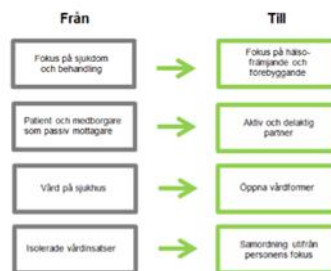 Från
Till
Fokus på sjukdom
och behandling
Fokus på hälso-
främjande och
förebyggande
Patient och medborgare
som passiv mottagare
Aktiv och delaktig
partner
Vård på sjukhus
Öppna vårdformer
Isolerade vårdinsatser
Samordning utifrån
personens fokus